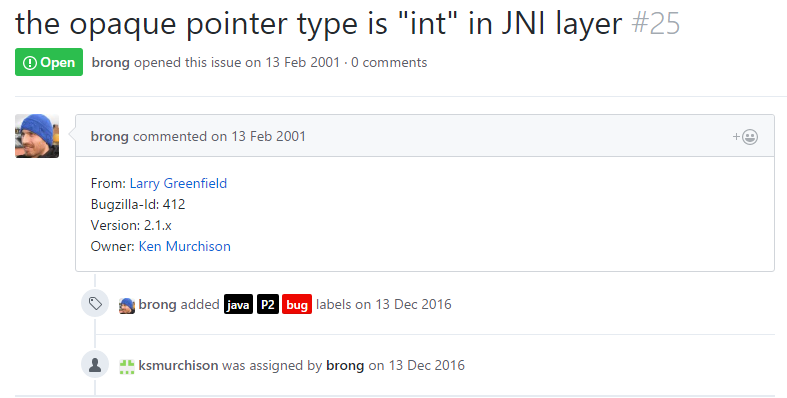 the opaque pointer type is "int" in JNI layer #25
Open brong opened this issue on 13 Feb 2001 · 0 comments
brong commented on 13 Feb 2001
From: Larry Greenfield
Bugzilla-Id: 412
Version: 2.1.x
Owner: Ken Murchison
brong added java P2 bug labels on 13 Dec 2016
ksmurchison was assigned by brong on 13 Dec 2016